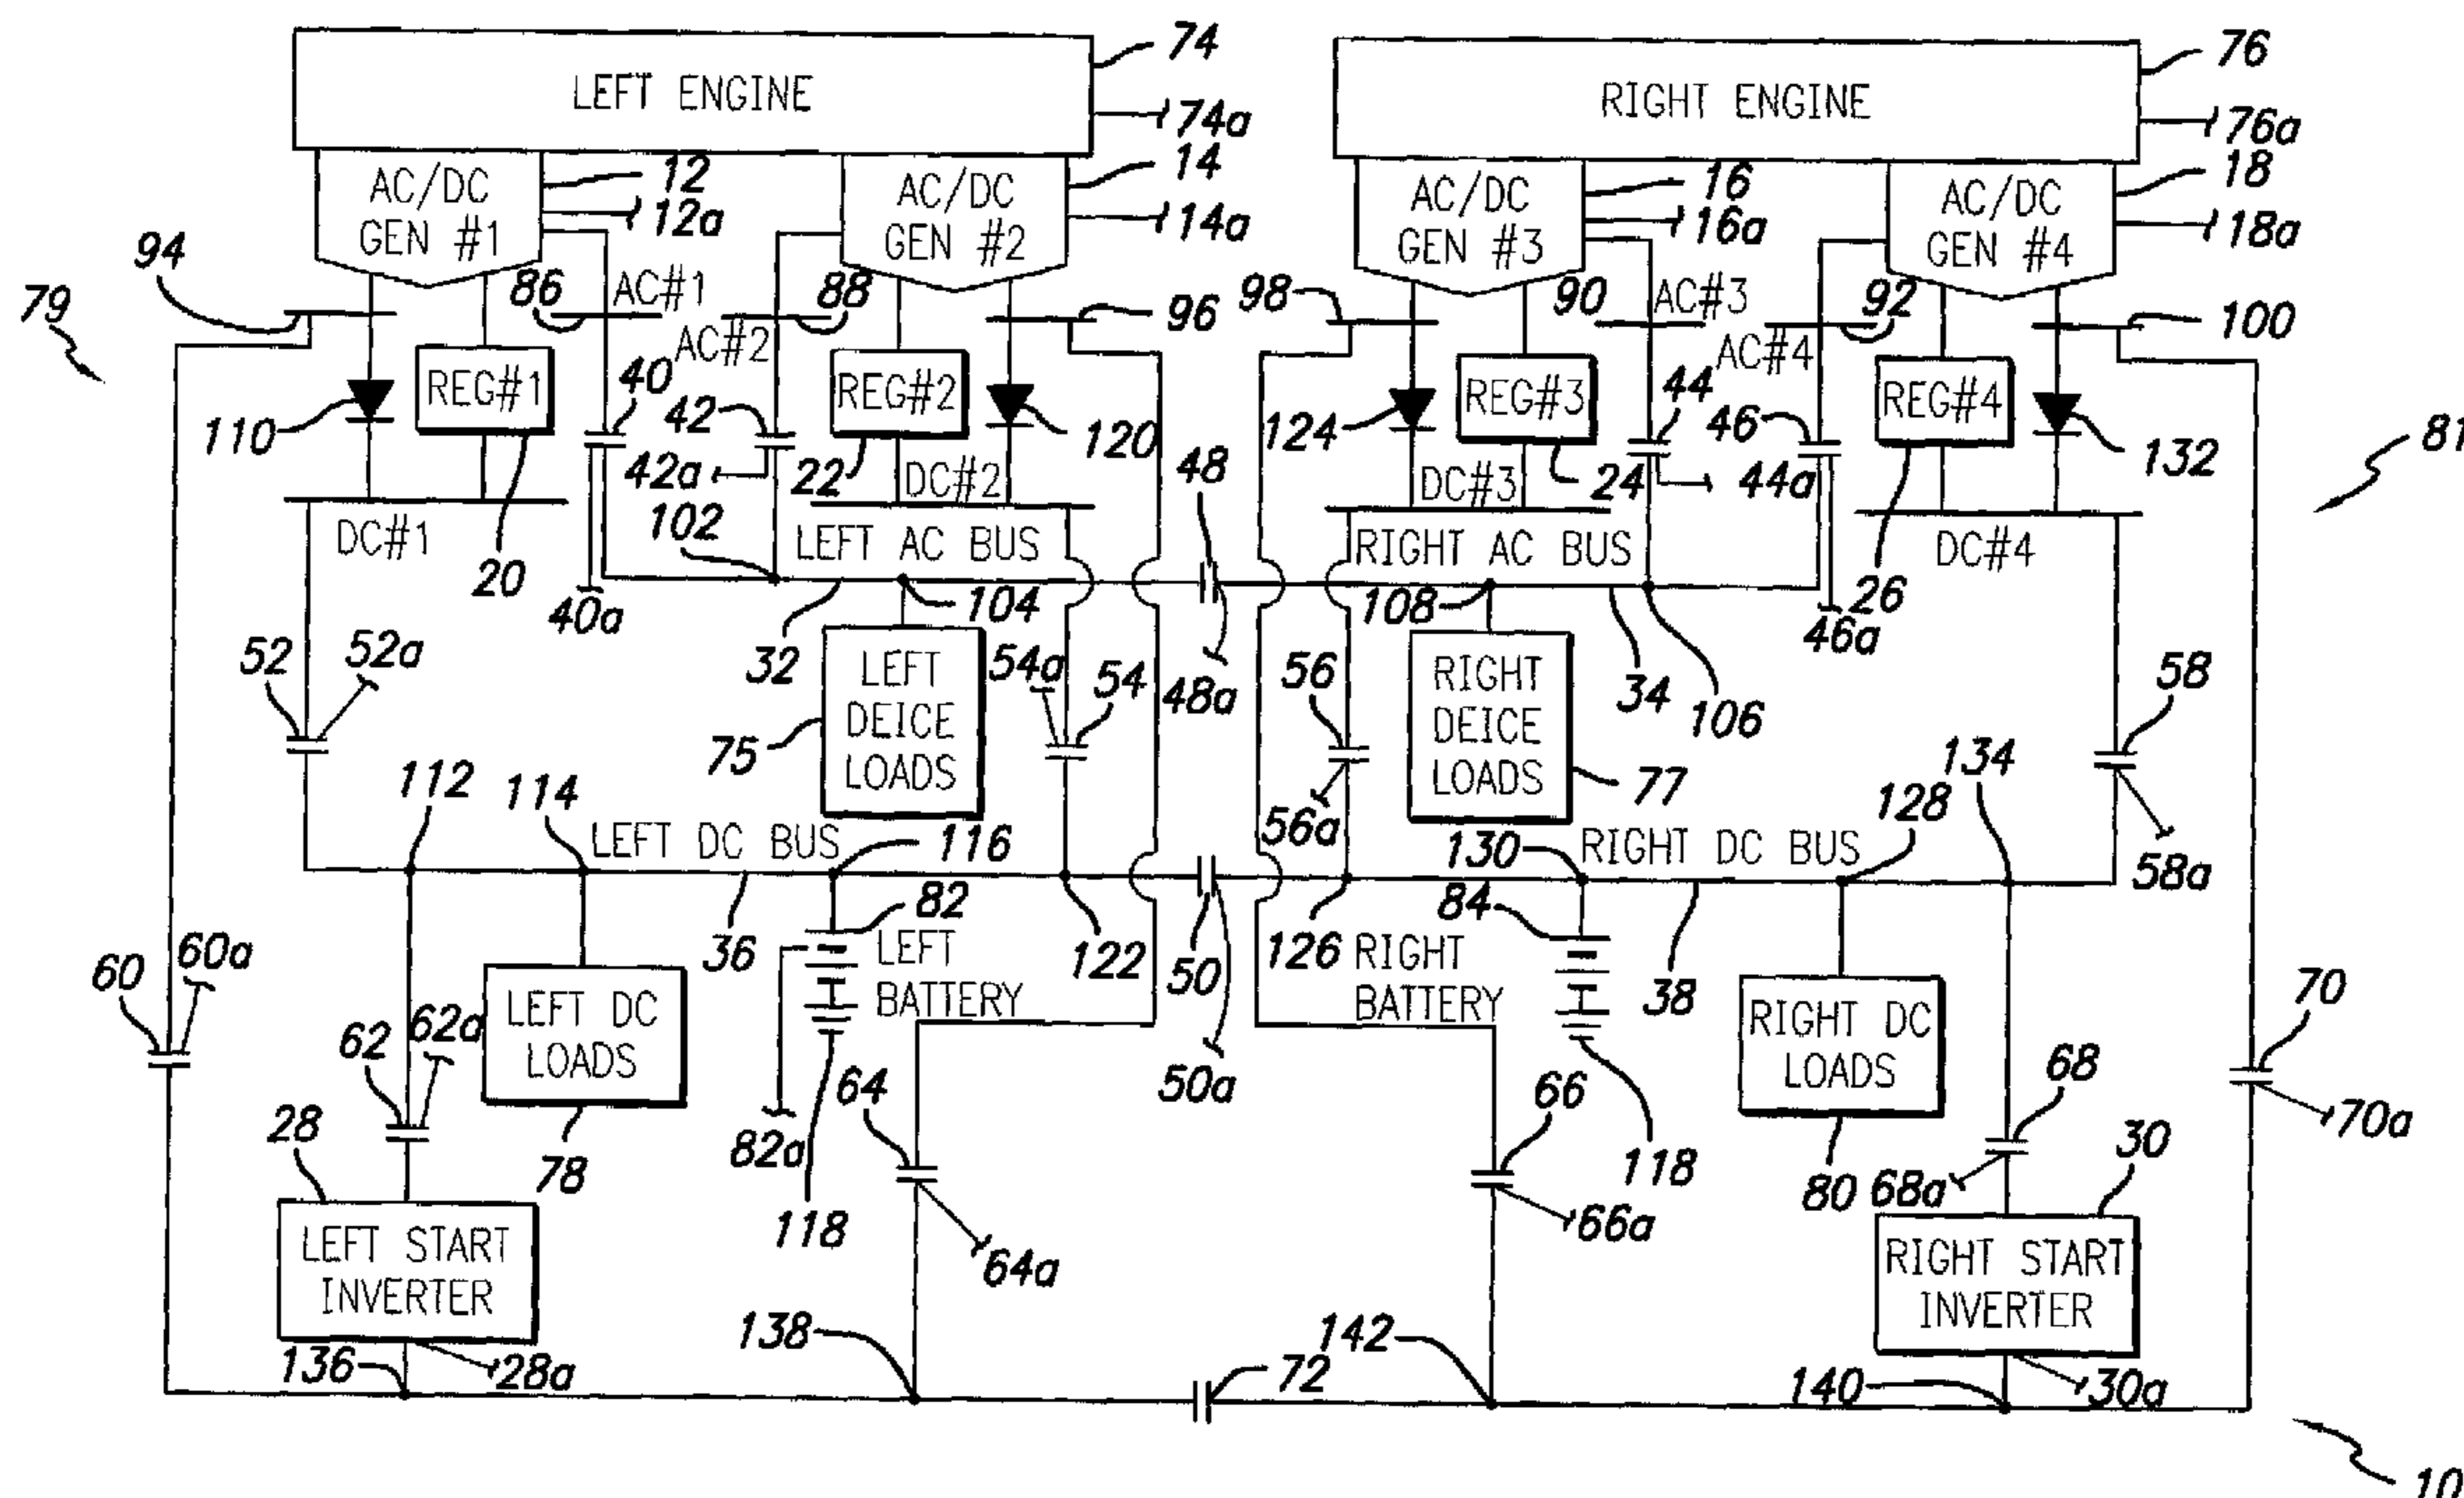 74
LEFT ENGINE
74a
76
RIGHT ENGINE
76a
AC/DC
GEN #1
12
12a
AC/DC
GEN #2
14
14a
AC/DC
GEN #3
16
16a
AC/DC
GEN #4
18
18a
79
94
86
AC#1
AC#2
88
96
98
90
AC#3
AC#4
92
100
81
110
REG#1
40
42
42a
REG#2
22
120
48
124
REG#3
24
44
44a
46
REG#4
26
132
DC#1
20
40a
102
DC#2
LEFT AC BUS
104
DC#3
RIGHT AC BUS
108
46a
DC#4
52
52a
32
LEFT
DEICE
LOADS
75
54a
54
48a
56
56a
RIGHT
DEICE
LOADS
77
34
106
58
58a
112
114
LEFT DC BUS
116
130
RIGHT DC BUS
128
134
60
60a
36
82
LEFT
BATTERY
122
50
50a
126
RIGHT
BATTERY
84
38
70
70a
62
62a
LEFT DC
LOADS
78
82a
118
64
64a
66
66a
118
RIGHT DC
LOADS
80
68
68a
28
LEFT START
INVERTER
28a
30
RIGHT START
INVERTER
30a
136
138
72
142
140
10